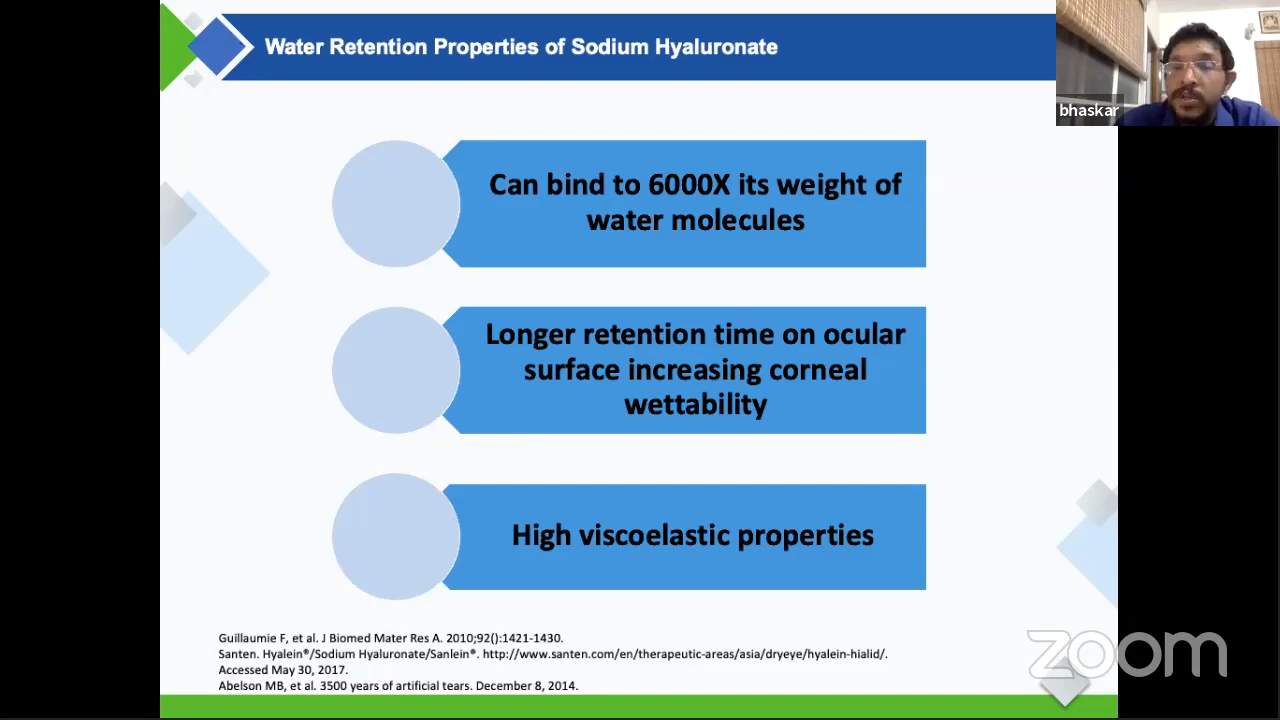 Water Retention Properties of Sodium Hyaluronate
bhaskar
Can bind to 6000X its weight of
water molecules
Longer retention time on ocular
surface increasing corneal
wettability
High viscoelastic properties
Guillaumie F, et al. J Biomed Mater Res A. 2010;92():1421-1430.
Santen. Hyalein®/Sodium Hyaluronate/Sanlein®. http://www.santen.com/en/therapeutic-areas/asia/dryeye/hyalein-hialid/.
Accessed May 30, 2017.
Abelson MB, et al. 3500 years of artificial tears. December 8, 2014.
zoom